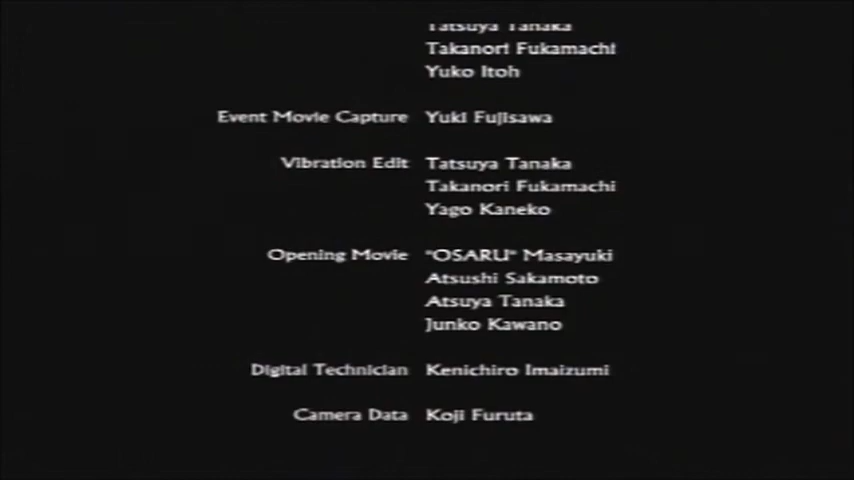 Tatsuya Tanaka
Takanori Fukamachi
Yuko Itoh
Event Movie Capture Yuki Fujisawa
Vibration Edit Tatsuya Tanaka
Takanori Fukamachi
Yago Kaneko
Opening Movie "OSARU" Masayuki
Atsushi Sakamoto
Atsuya Tanaka
Junko Kawano
Digital Technician Kenichiro Imaizumi
Camera Data Koji Furuta